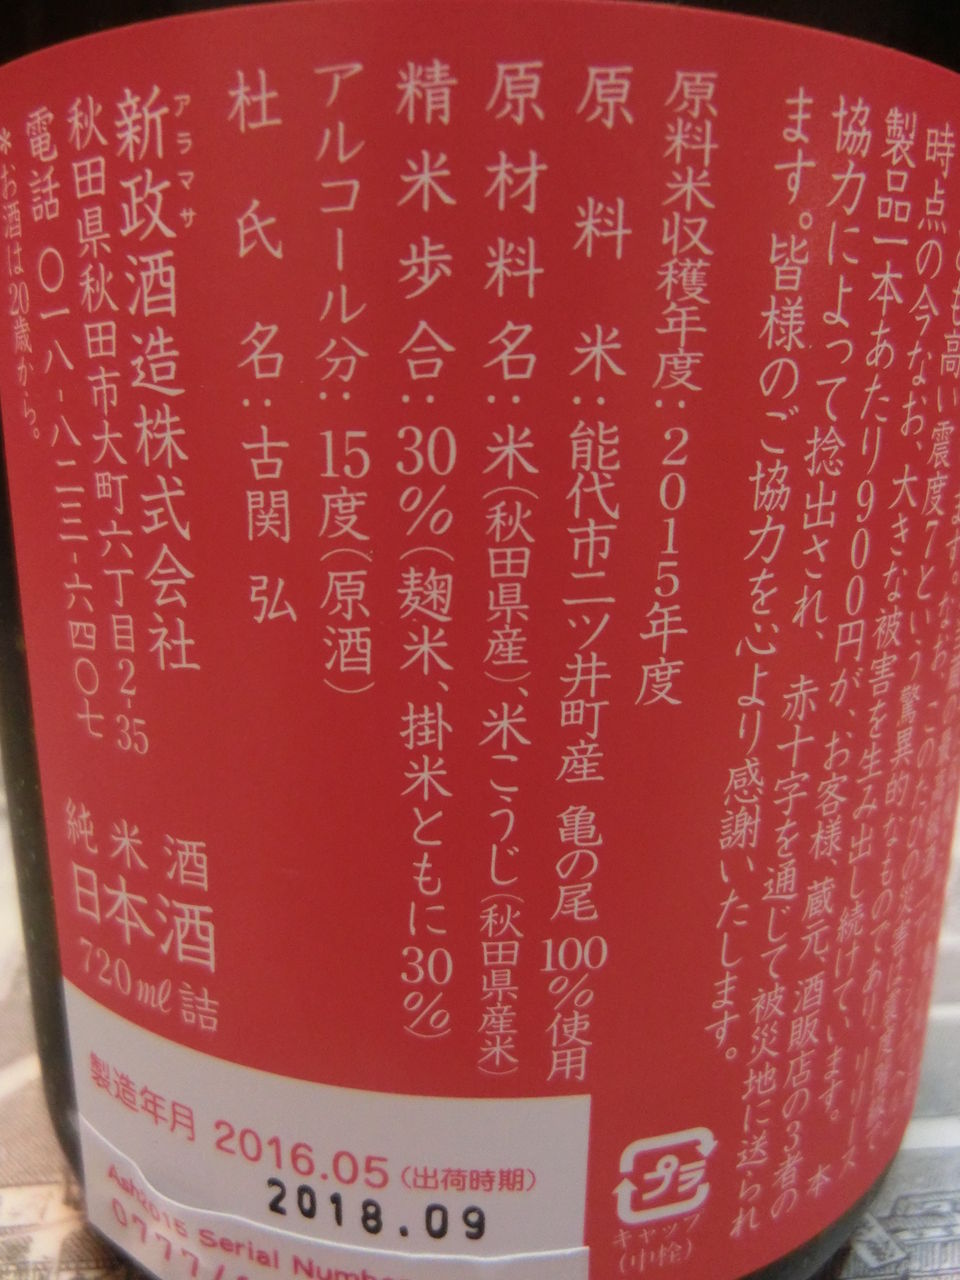 時点の今なお、大きな被害を生み出し続けています。本
製品一本あたり900円が、お客様、蔵元、酒販店の3者の
協力によって捻出され、赤十字を通じて被災地に送られ
ます。皆様のご協力を心より感謝いたします。
原料米収穫年度：2015年度
原料米：能代市二ツ井町産 亀の尾100%使用
原材料名：米（秋田県産）、米こうじ（秋田県産米）
精米歩合：30%（麹米、掛米ともに30%）
アルコール分：15度（原酒）
杜氏名：古関 弘
アラマサ
新政酒造株式会社
秋田県秋田市大町六丁目2-35
電話 〇一八-八二三-六四〇七
*お酒は20歳から。
純米酒
日本酒
720ml詰
製造年月 2016.05（出荷時期）
2018.09
Serial Number
プラ
キャップ
（中栓）